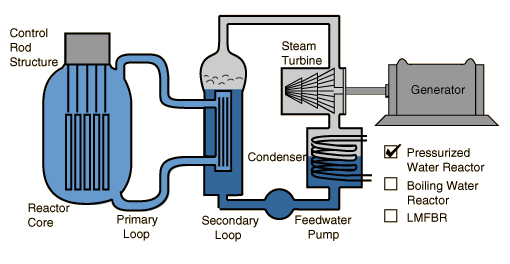 Control
Rod
Structure
Steam
Turbine
Generator
Condenser
Pressurized
Water Reactor
Boiling Water
Reactor
LMFBR
Reactor
Core
Primary
Loop
Secondary
Loop
Feedwater
Pump